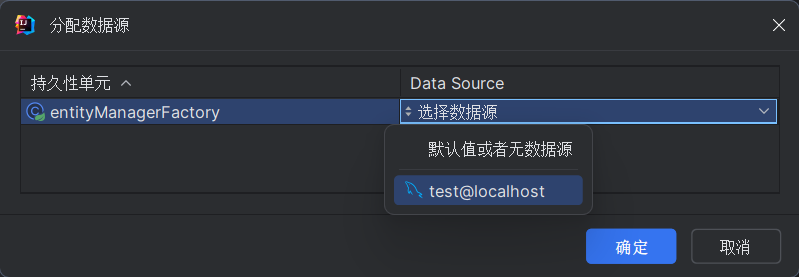 分配数据源
持久性单元 Data Source
entityManagerFactory 选择数据源
默认值或者无数据源
test@localhost
确定 取消